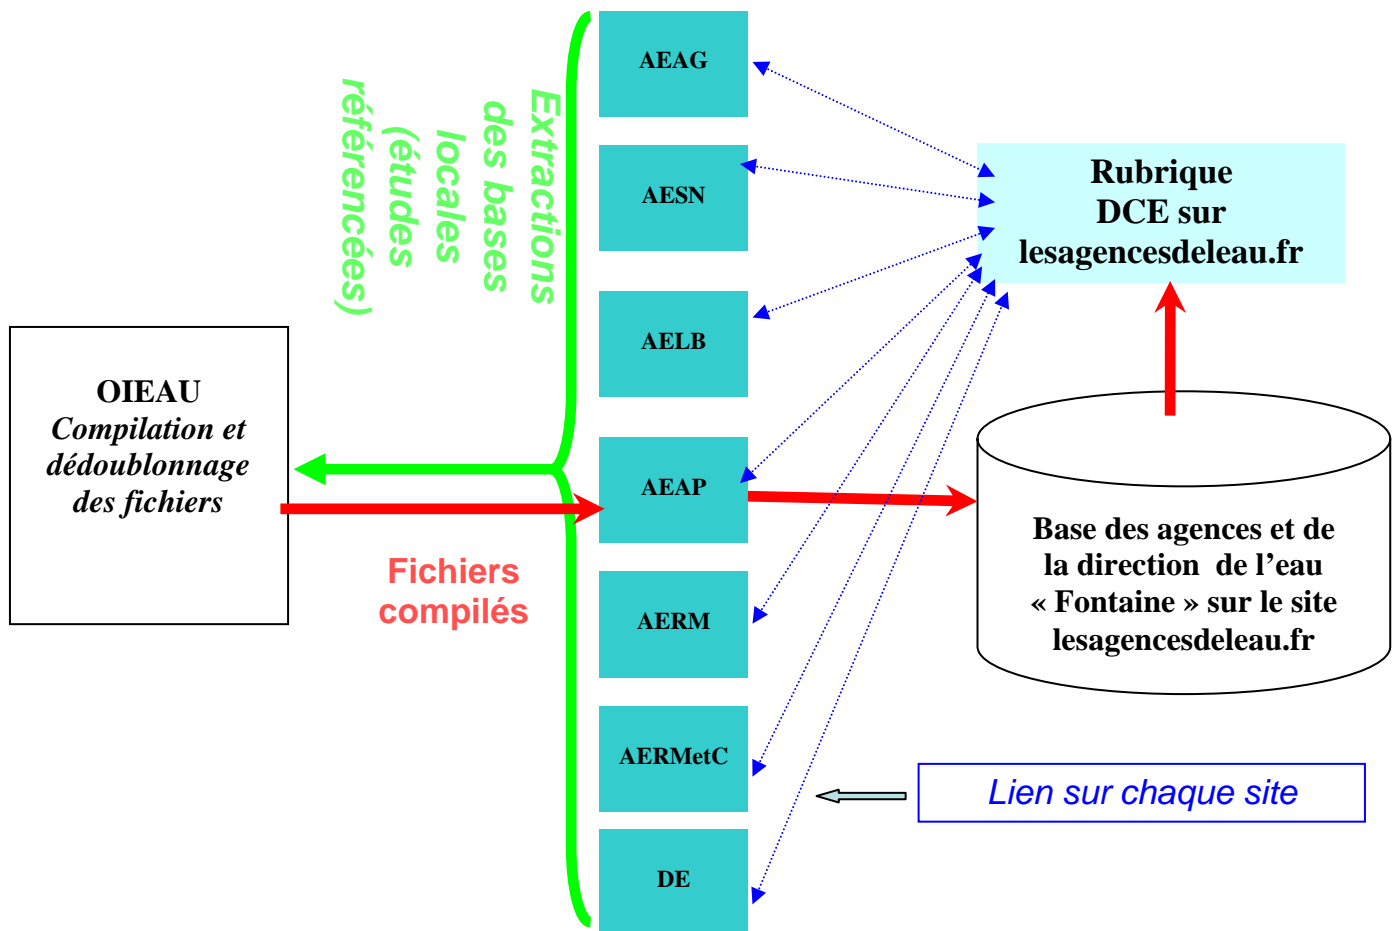 AEAG
Extractions
des bases
locales
(études
référencées)
AESN
Rubrique
DCE sur
lesagencesdeleau.fr
AELB
OIEAU
Compilation et
dédoublonnage
des fichiers
AEAP
Fichiers
compilés
Base des agences et de
la direction de l'eau
« Fontaine » sur le site
lesagencesdeleau.fr
AERM
AERMetC
Lien sur chaque site
DE